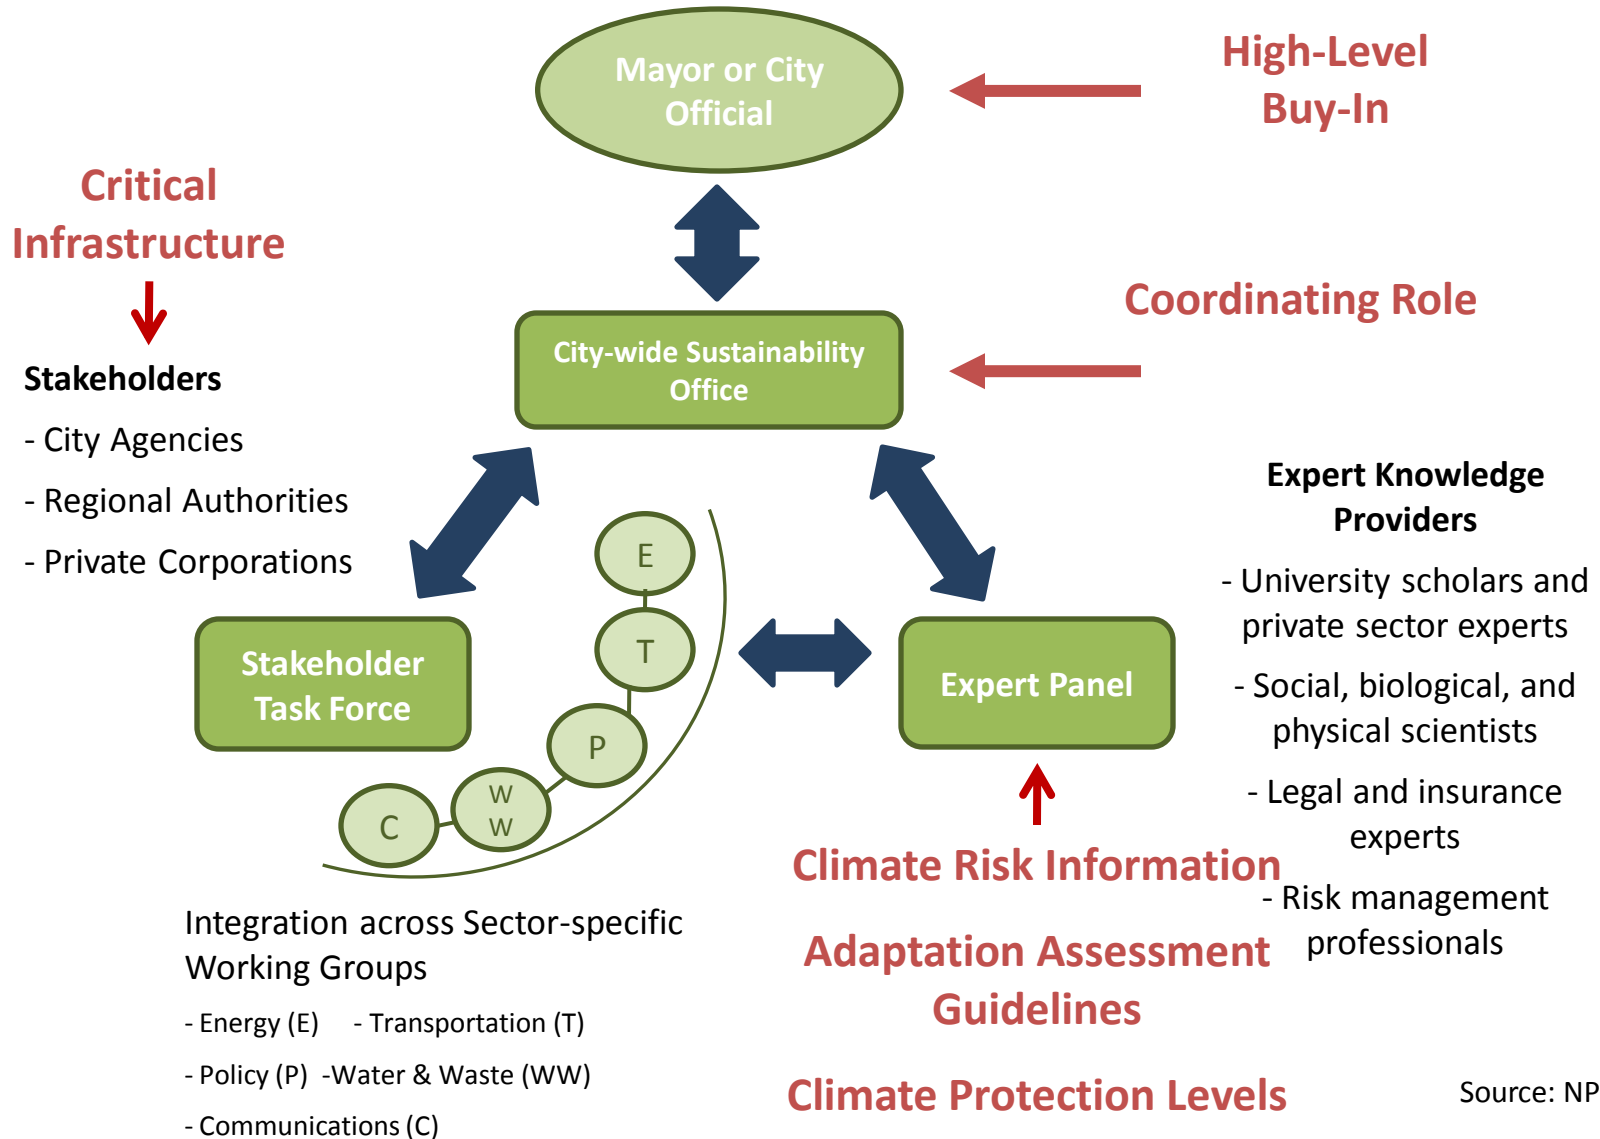 Mayor or City
Official
High-Level
Buy-In
Critical
Infrastructure
City-wide Sustainability
Office
Coordinating Role
Stakeholders
- City Agencies
- Regional Authorities
- Private Corporations
Expert Knowledge
Providers
- University scholars and
private sector experts
- Social, biological, and
physical scientists
- Legal and insurance
experts
- Risk management
professionals
Stakeholder
Task Force
E
T
P
W
W
C
Expert Panel
Climate Risk Information
Adaptation Assessment
Guidelines
Climate Protection Levels
Integration across Sector-specific
Working Groups
- Energy (E) - Transportation (T)
- Policy (P) -Water & Waste (WW)
- Communications (C)
Source: NP